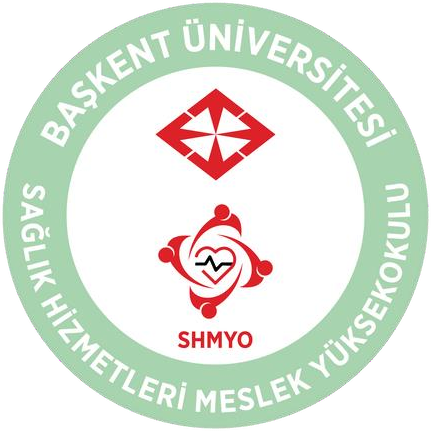 BAŞKENT ÜNİVERSİTESİ
SHMYO
SAĞLIK HİZMETLERİ MESLEK YÜKSEKOKULU